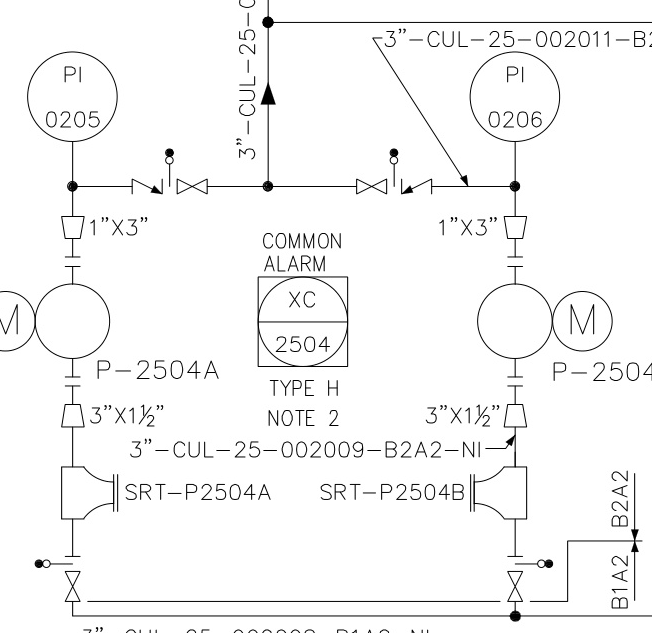 3"-CUL-25-C
3"-CUL-25-002011-B2
PI
0205
PI
0206
1"X3"
1"X3"
COMMON
ALARM
XC
2504
M
M
P-2504A
P-2504
TYPE H
NOTE 2
3"X1½"
3"X1½"
3"-CUL-25-002009-B2A2-NI
SRT-P2504A
SRT-P2504B
B2A2
B1A2